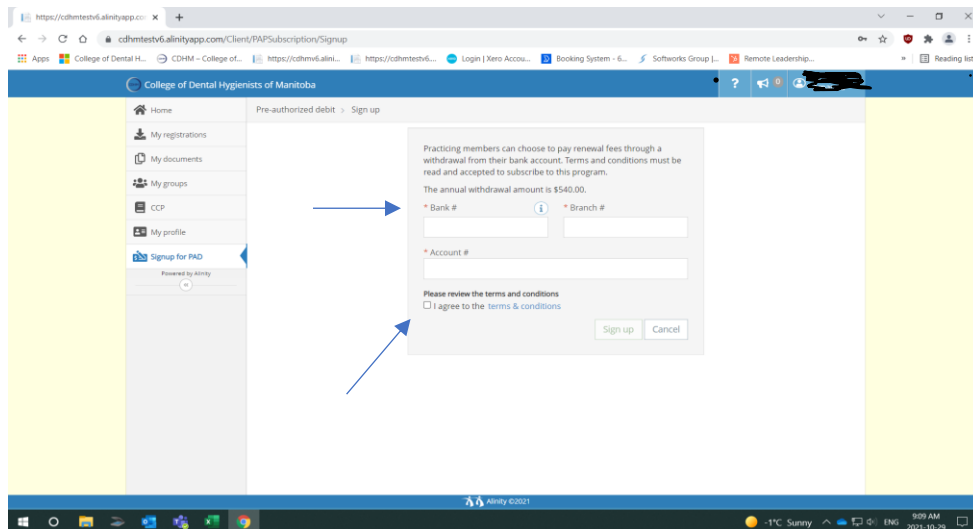 https://cdhmtestv6.alinityapp.co
cdhmtestv6.alinityapp.com/Client/PAPSubscription/Signup
Apps College of Dental H... CDHM – College of... https://cdhmv6.alini... https://cdhmtestv6.... Login | Xero Accou... Booking System - 6... Softworks Group |... Remote Leadership... » Reading list
College of Dental Hygienists of Manitoba ? 0
Home
Pre-authorized debit > Sign up
My registrations
My documents
My groups
CCP
My profile
Signup for PAD
Powered by Alinity
Practicing members can choose to pay renewal fees through a
withdrawal from their bank account. Terms and conditions must be
read and accepted to subscribe to this program.
The annual withdrawal amount is $540.00.
* Bank # i * Branch #
* Account #
Please review the terms and conditions
I agree to the terms & conditions
Sign up Cancel
Alinity ©2021
-1°C Sunny ENG 9:09 AM
2021-10-29